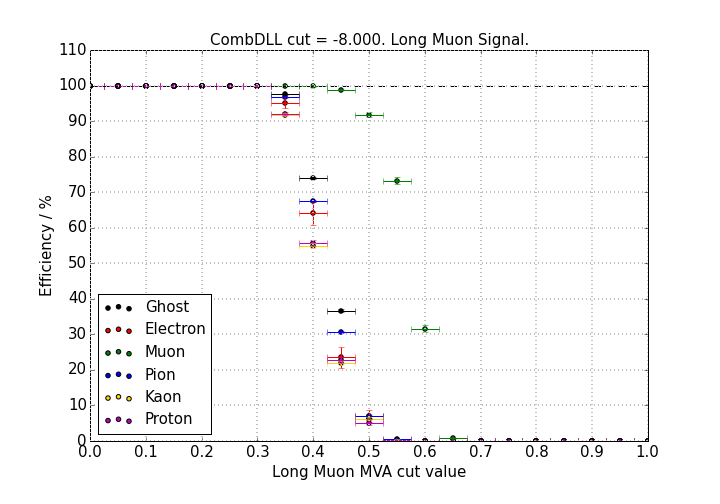 CombDLL cut = -8.000. Long Muon Signal.
110
100
90
80
70
60
50
40
30
20
10
0
Efficiency / %
Ghost
Electron
Muon
Pion
Kaon
Proton
0.0 0.1 0.2 0.3 0.4 0.5 0.6 0.7 0.8 0.9 1.0
Long Muon MVA cut value